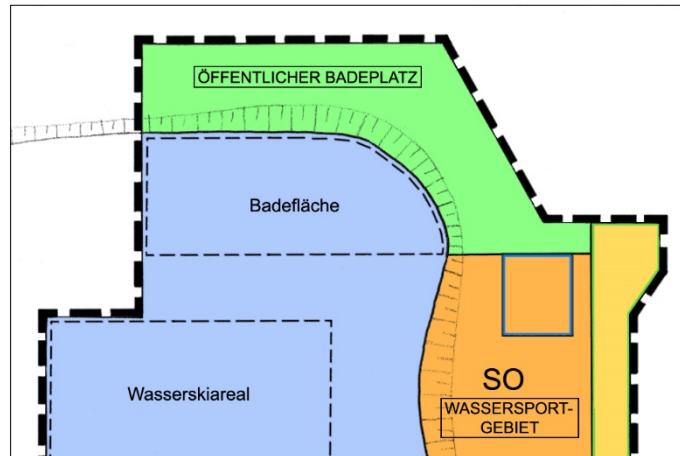 ÖFFENTLICHER BADEPLATZ
Badefläche
Wasserskiareal
SO
WASSERSPORT-
GEBIET